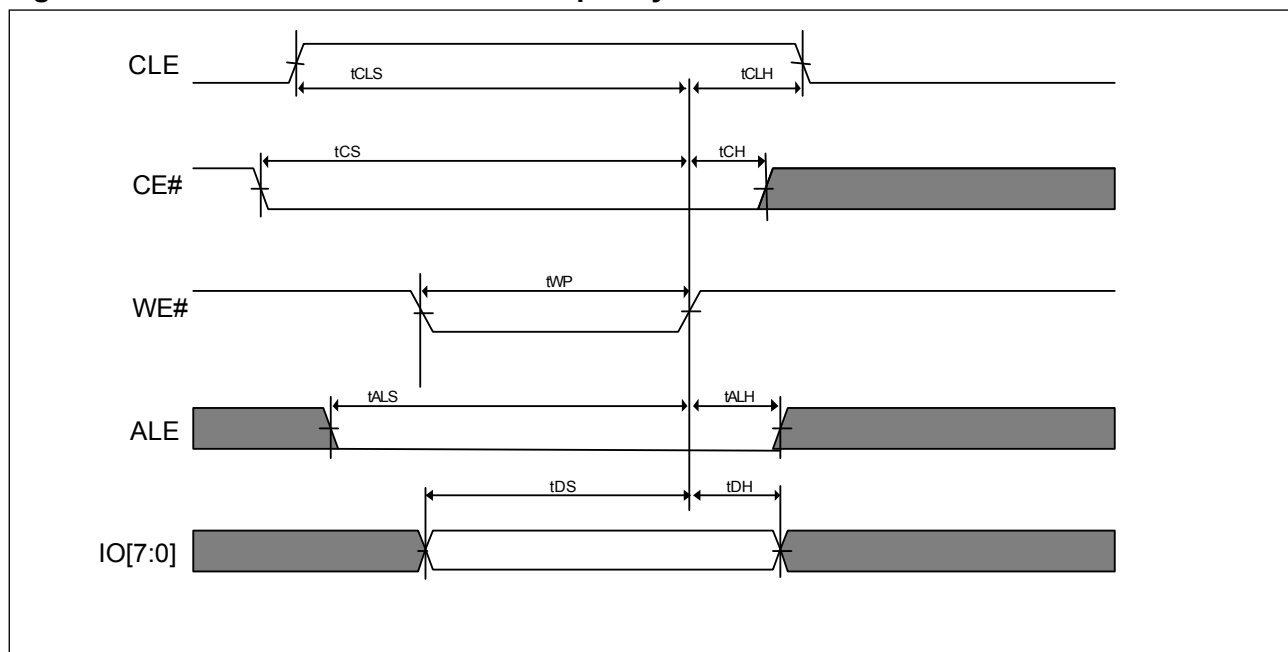 CLE
tCLS
tCLH
CE#
tCS
tCH
WE#
tWP
ALE
tALS
tALH
IO[7:0]
tDS
tDH